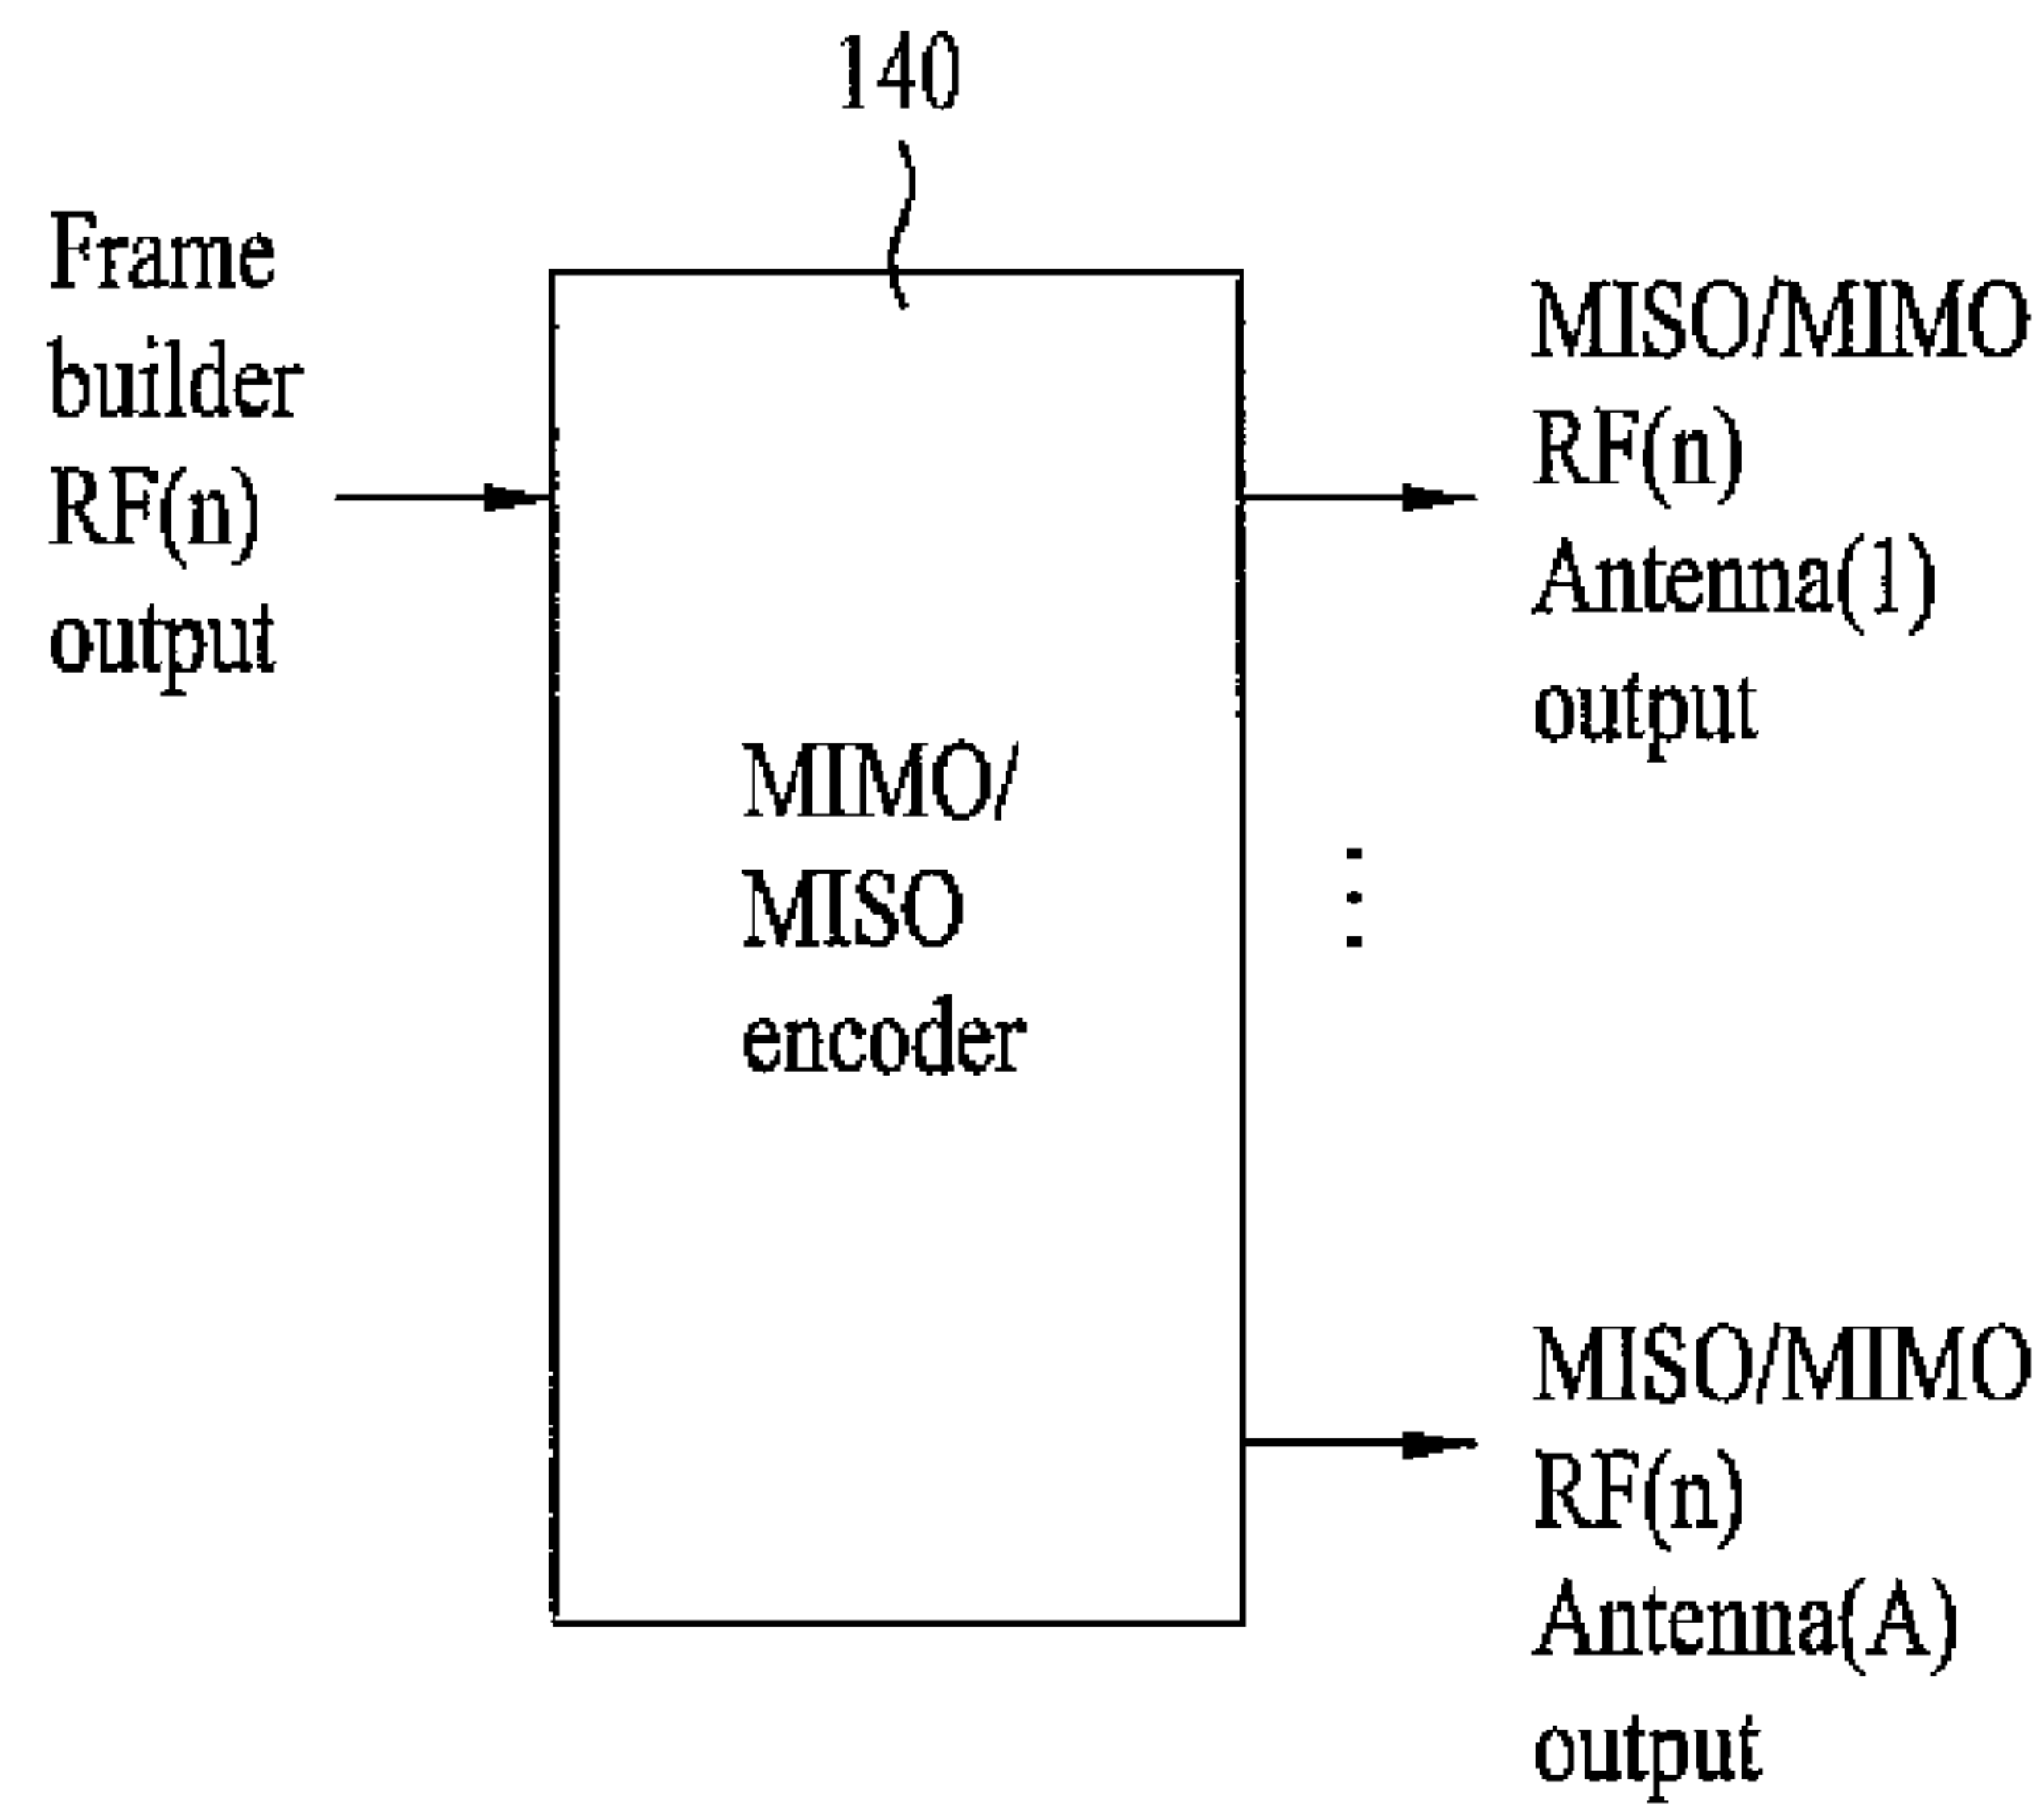 140
Frame
builder
RF(n)
output
MIMO/
MISO
encoder
MISO/MIMO
RF(n)
Antenna(1)
output
MISO/MIMO
RF(n)
Antenna(A)
output